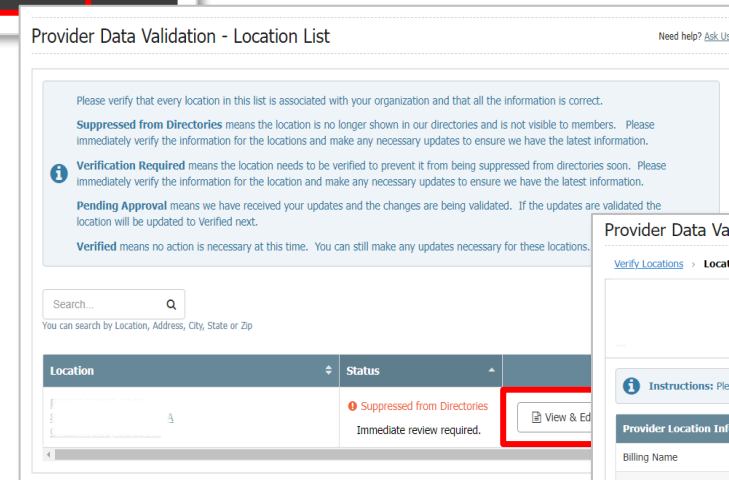 Provider Data Validation - Location List
Need help? Ask Us
Please verify that every location in this list is associated with your organization and that all the information is correct.
Suppressed from Directories means the location is no longer shown in our directories and is not visible to members. Please
immediately verify the information for the locations and make any necessary updates to ensure we have the latest information.
Verification Required means the location needs to be verified to prevent it from being suppressed from directories soon. Please
immediately verify the information for the location and make any necessary updates to ensure we have the latest information.
Pending Approval means we have received your updates and the changes are being validated. If the updates are validated the
location will be updated to Verified next.
Verified means no action is necessary at this time. You can still make any updates necessary for these locations.
Search...
You can search by Location, Address, City, State or Zip
Location Status
A
Suppressed from Directories
Immediate review required.
View & Ed
Provider Data Va
Verify Locations > Locat
Instructions: Ple
Provider Location Inf
Billing Name